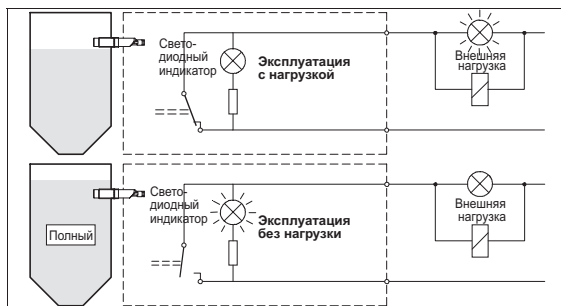 Свето-
диодный
индикатор
Эксплуатация
с нагрузкой
Внешняя
нагрузка
Полный
Свето-
диодный
индикатор
Эксплуатация
без нагрузки
Внешняя
нагрузка